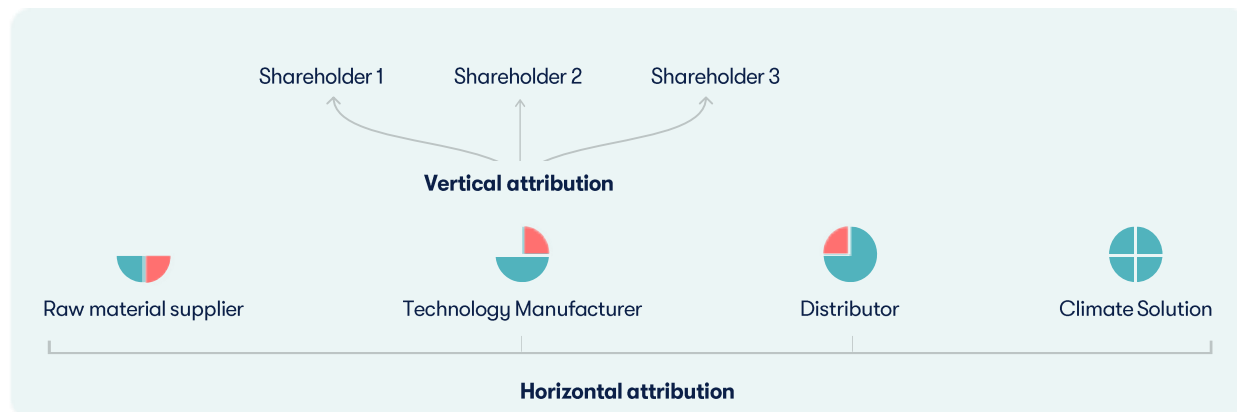 Shareholder 1
Shareholder 2
Shareholder 3
Vertical attribution
Raw material supplier
Technology Manufacturer
Distributor
Climate Solution
Horizontal attribution